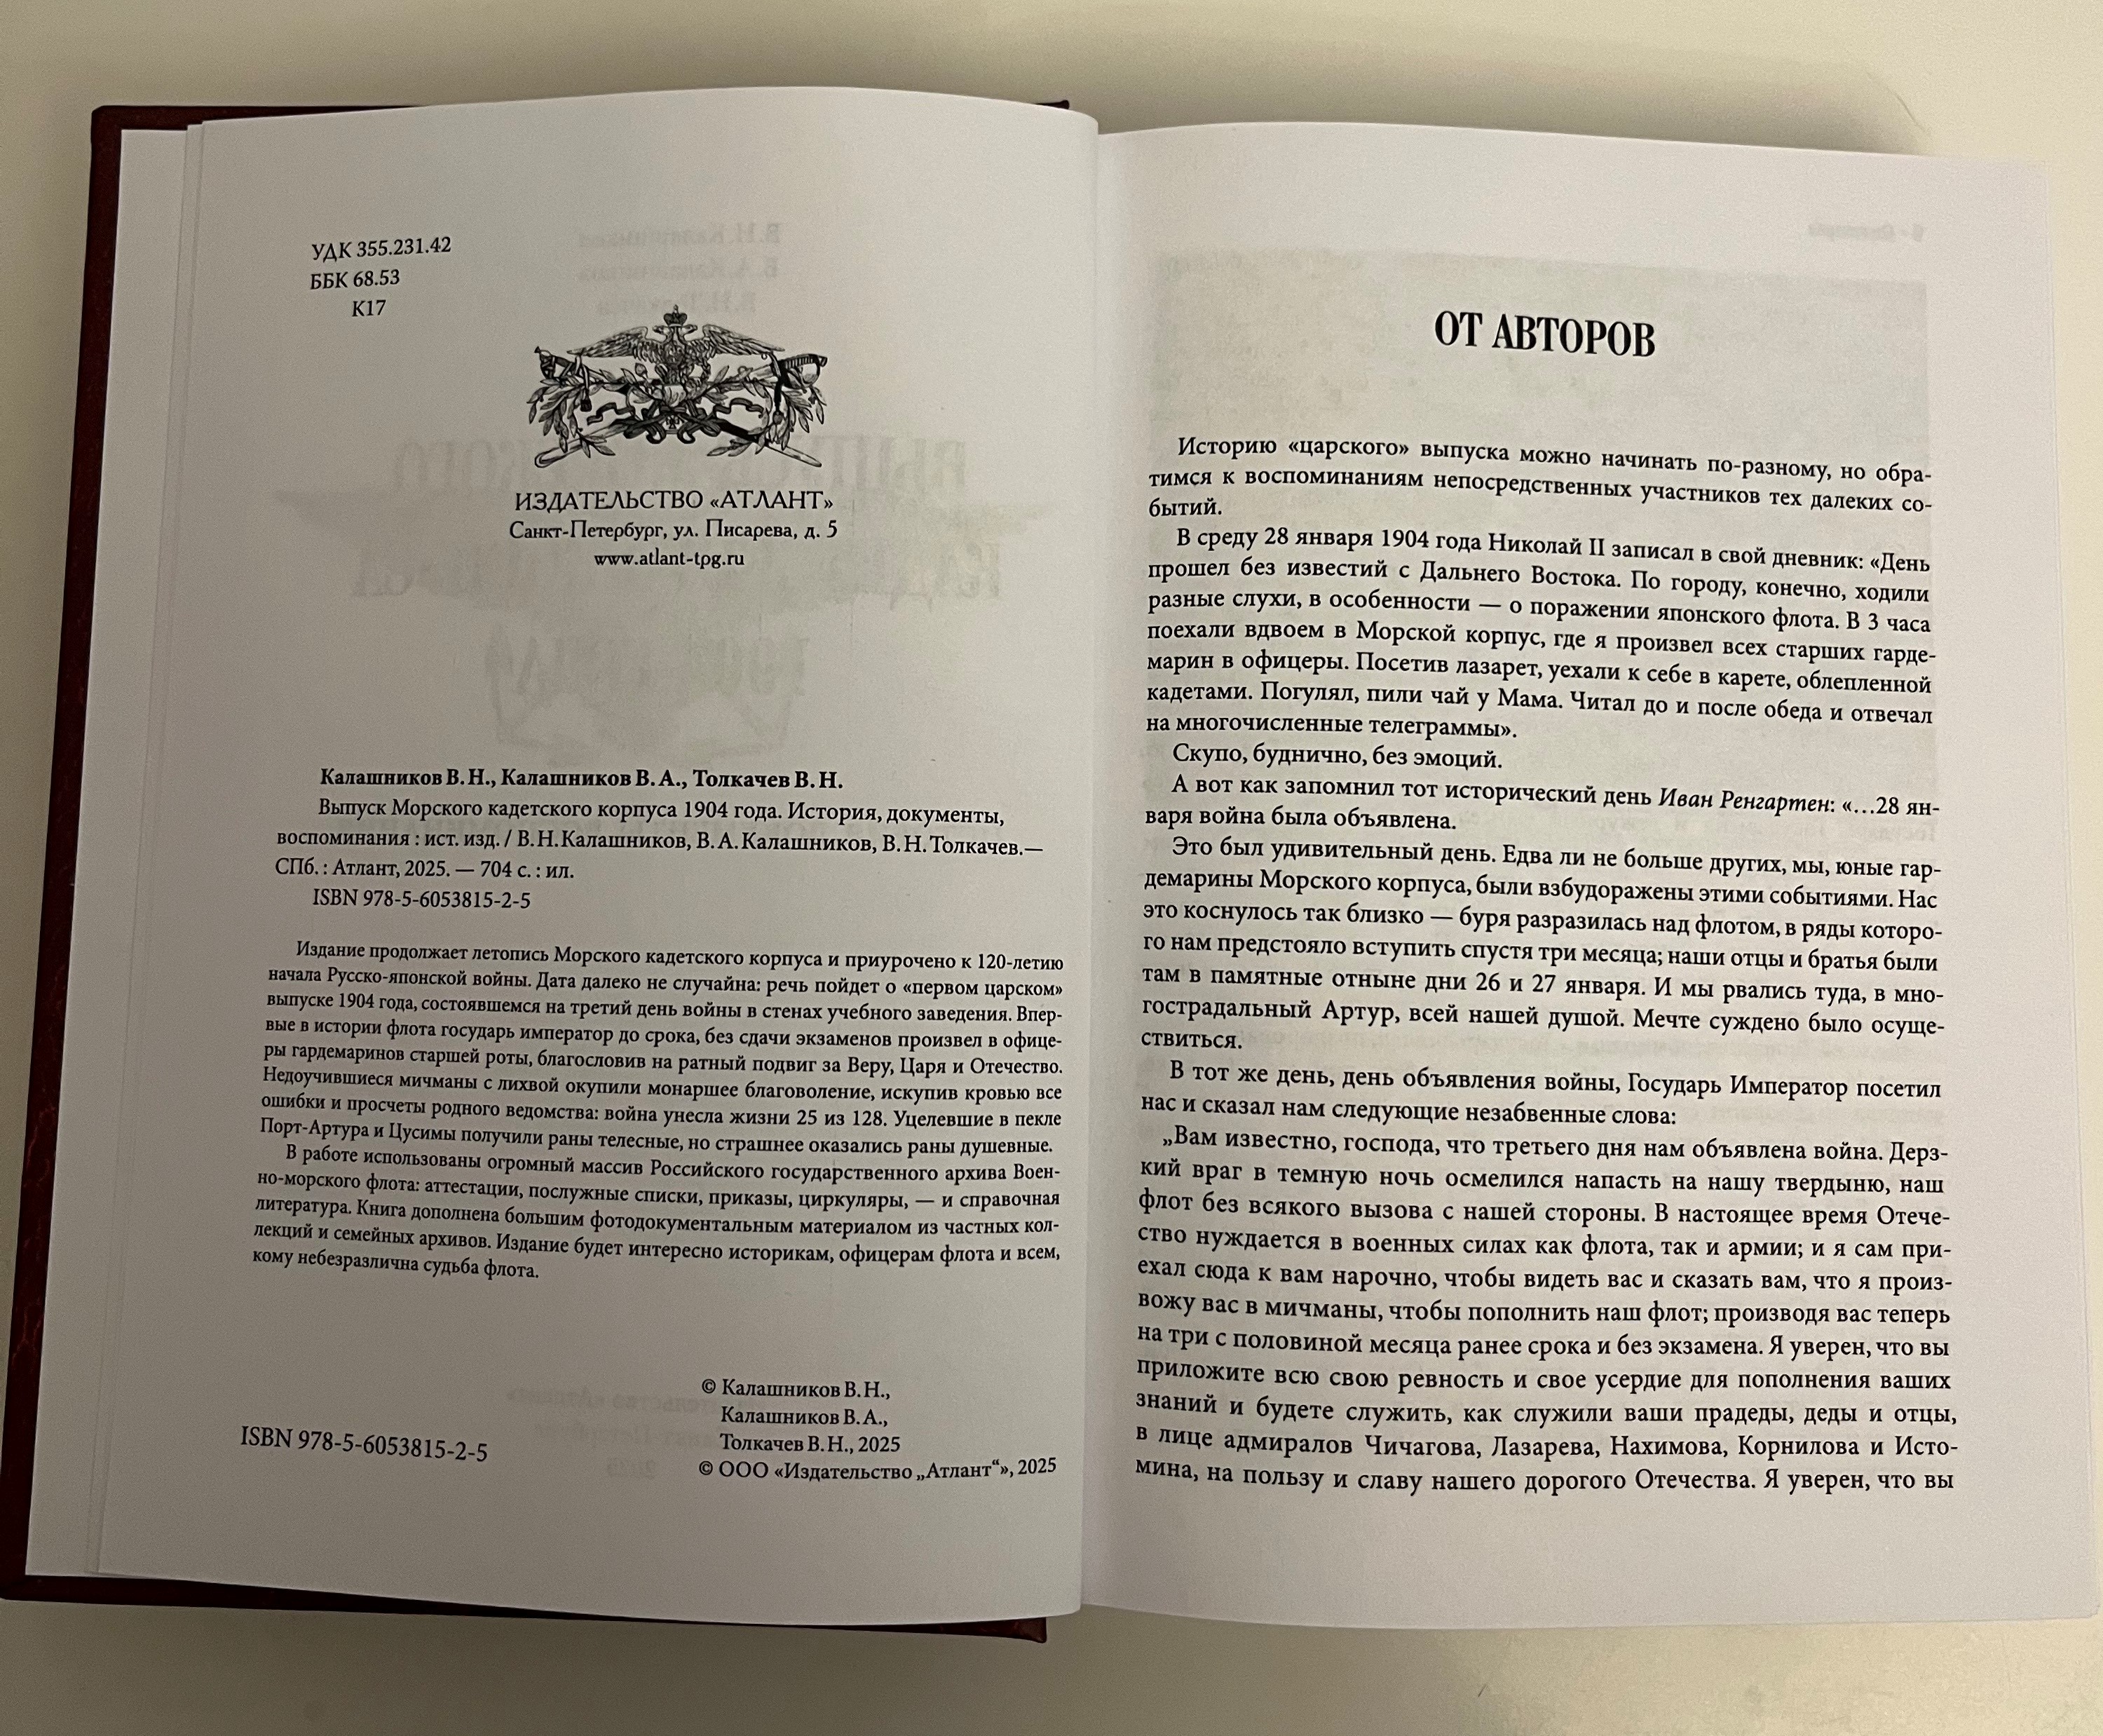 УДК 355.231.42
ББК 68.53
К17
ИЗДАТЕЛЬСТВО «АТЛАНТ»
Санкт-Петербург, ул. Писарева, д. 5
www.atlant-tpg.ru
Калашников В. Н., Калашников В. А., Толкачев В. Н.
Выпуск Морского кадетского корпуса 1904 года. История, документы,
воспоминания : ист. изд. / В. Н. Калашников, В. А. Калашников, В. Н. Толкачев.—
СПб. : Атлант, 2025. — 704 с. : ил.
ISBN 978-5-6053815-2-5
Издание продолжает летопись Морского кадетского корпуса и приурочено к 120-летию
начала Русско-японской войны. Дата далеко не случайна: речь пойдет о «первом царском»
выпуске 1904 года, состоявшемся на третий день войны в стенах учебного заведения. Впер-
вые в истории флота государь император до срока, без сдачи экзаменов произвел в офице-
ры гардемаринов старшей роты, благословив на ратный подвиг за Веру, Царя и Отечество.
Недоучившиеся мичманы с лихвой окупили монаршее благоволение, искупив кровью все
ошибки и просчеты родного ведомства: война унесла жизни 25 из 128. Уцелевшие в пекле
Порт-Артура и Цусимы получили раны телесные, но страшнее оказались раны душевные.
В работе использованы огромный массив Российского государственного архива Воен-
но-морского флота: аттестации, послужные списки, приказы, циркуляры, — и справочная
литература. Книга дополнена большим фотодокументальным материалом из частных кол-
лекций и семейных архивов. Издание будет интересно историкам, офицерам флота и всем,
кому небезразлична судьба флота.
© Калашников В. Н.,
Калашников В. А.,
Толкачев В. Н., 2025
ISBN 978-5-6053815-2-5
© ООО «Издательство „Атлант“», 2025
ОТ АВТОРОВ
Историю «царского» выпуска можно начинать по-разному, но обра-
тимся к воспоминаниям непосредственных участников тех далеких со-
бытий.
В среду 28 января 1904 года Николай II записал в свой дневник: «День
прошел без известий с Дальнего Востока. По городу, конечно, ходили
разные слухи, в особенности — о поражении японского флота. В 3 часа
поехали вдвоем в Морской корпус, где я произвел всех старших гарде-
марин в офицеры. Посетив лазарет, уехали к себе в карете, облепленной
кадетами. Погулял, пили чай у Мама. Читал до и после обеда и отвечал
на многочисленные телеграммы».
Скупо, буднично, без эмоций.
А вот как запомнил тот исторический день Иван Ренгартен: «…28 ян-
варя война была объявлена.
Это был удивительный день. Едва ли не больше других, мы, юные гар-
демарины Морского корпуса, были взбудоражены этими событиями. Нас
это коснулось так близко — буря разразилась над флотом, в ряды которо-
го нам предстояло вступить спустя три месяца; наши отцы и братья были
там в памятные отныне дни 26 и 27 января. И мы рвались туда, в мно-
гострадальный Артур, всей нашей душой. Мечте суждено было осуще-
ствиться.
В тот же день, день объявления войны, Государь Император посетил
нас и сказал нам следующие незабвенные слова:
„Вам известно, господа, что третьего дня нам объявлена война. Дерз-
кий враг в темную ночь осмелился напасть на нашу твердыню, наш
флот без всякого вызова с нашей стороны. В настоящее время Отече-
ство нуждается в военных силах как флота, так и армии; и я сам при-
ехал сюда к вам нарочно, чтобы видеть вас и сказать вам, что я произ-
вожу вас в мичманы, чтобы пополнить наш флот; производя вас теперь
на три с половиной месяца ранее срока и без экзамена. Я уверен, что вы
приложите всю свою ревность и свое усердие для пополнения ваших
знаний и будете служить, как служили ваши прадеды, деды и отцы,
в лице адмиралов Чичагова, Лазарева, Нахимова, Корнилова и Исто-
мина, на пользу и славу нашего дорогого Отечества. Я уверен, что вы